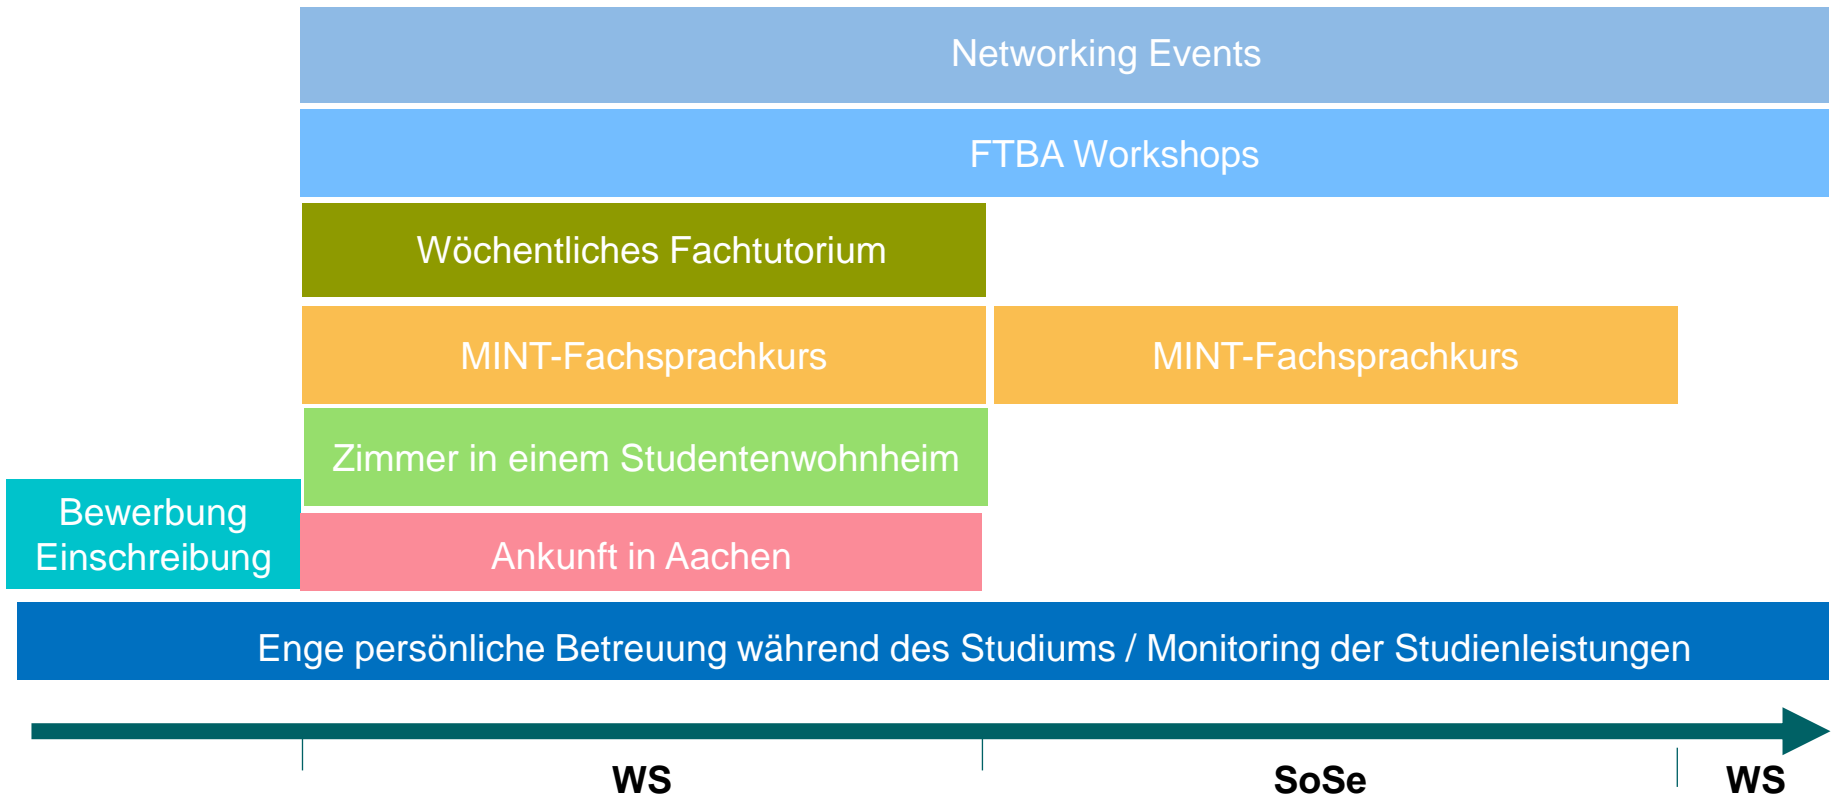 Networking Events
FTBA Workshops
Wöchentliches Fachtutorium
MINT-Fachsprachkurs
MINT-Fachsprachkurs
Zimmer in einem Studentenwohnheim
Bewerbung
Einschreibung
Ankunft in Aachen
Enge persönliche Betreuung während des Studiums / Monitoring der Studienleistungen
WS
SoSe
WS